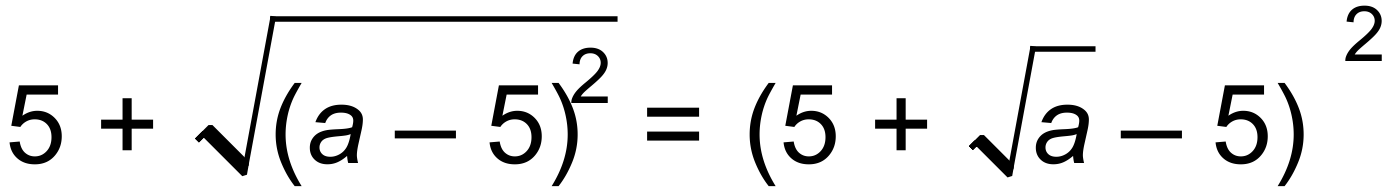 5 + √(a − 5)² = (5 + √a − 5)²